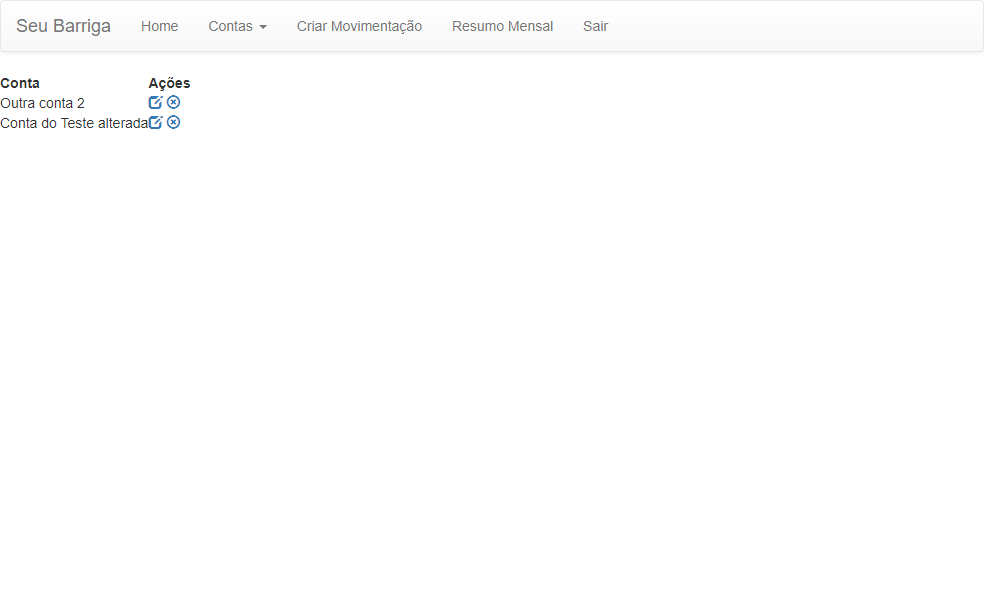 Seu Barriga Home Contas Criar Movimentação Resumo Mensal Sair
Conta Ações
Outra conta 2
Conta do Teste alterada